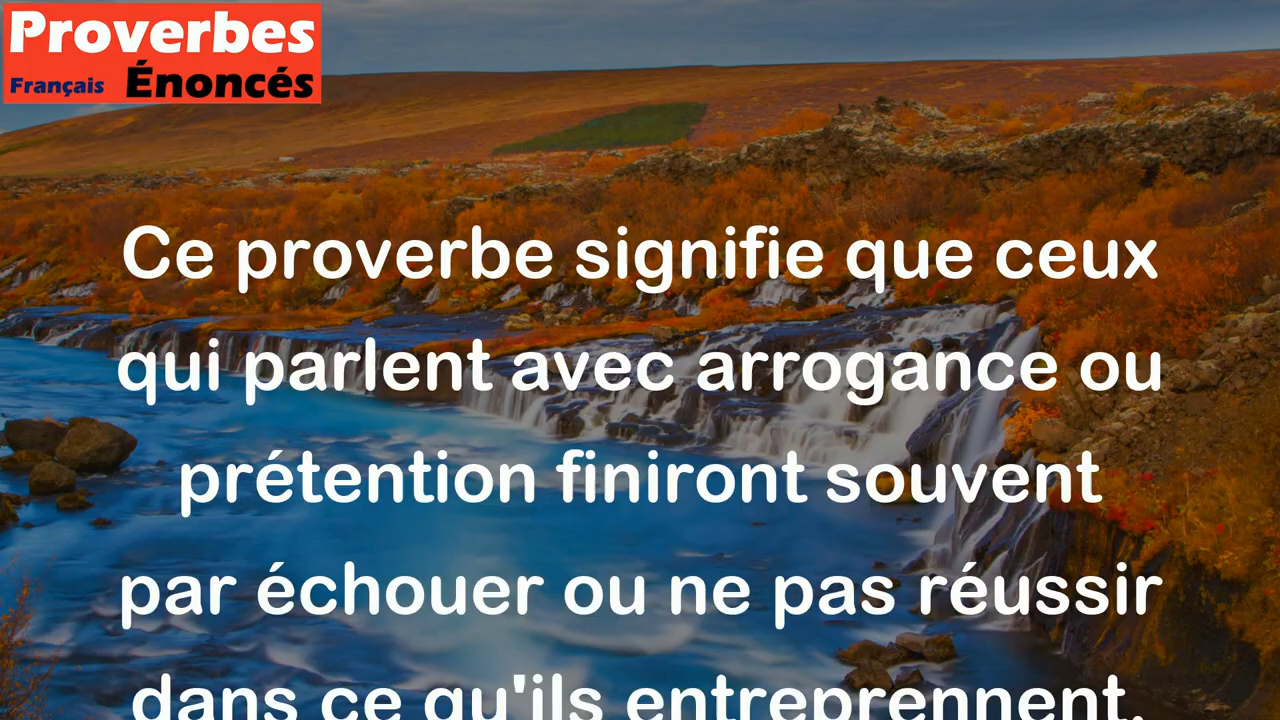 Proverbes
Français Énoncés
Ce proverbe signifie que ceux
qui parlent avec arrogance ou
prétention finiront souvent
par échouer ou ne pas réussir
dans ce qu'ils entreprennent.